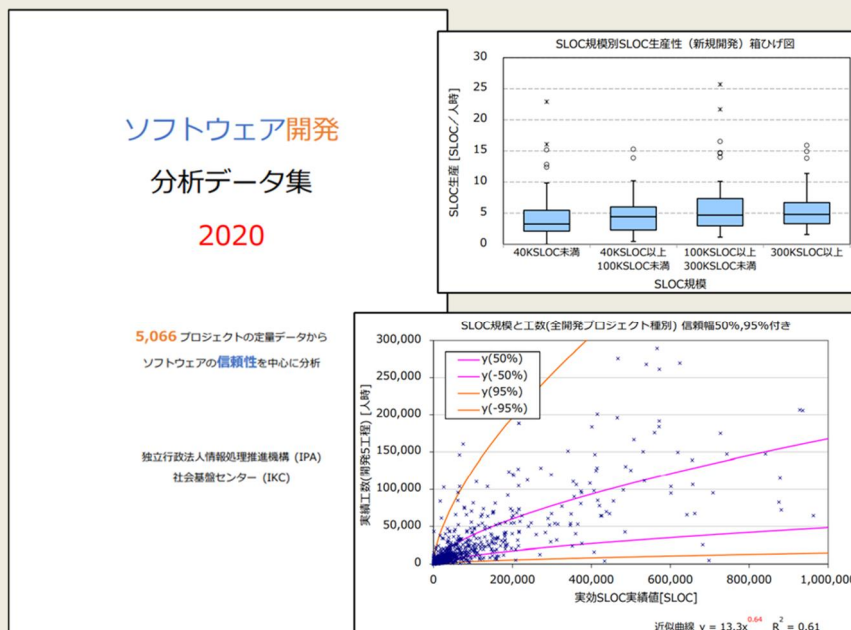 ソフトウェア開発
分析データ集
2020
5,066 プロジェクトの定量データから
ソフトウェアの信頼性を中心に分析
独立行政法人情報処理推進機構 (IPA)
社会基盤センター (IKC)
SLOC規模別SLOC生産性（新規開発）箱ひげ図
SLOC生産 [SLOC／人時]
30
25
20
15
10
5
0
40KSLOC未満
40KSLOC以上
100KSLOC未満
100KSLOC以上
300KSLOC未満
300KSLOC以上
SLOC規模
SLOC規模と工数(全開発プロジェクト種別) 信頼幅50%,95%付き
実績工数(開発5工程) [人時]
300,000
250,000
200,000
150,000
100,000
50,000
0
y(50%)
y(-50%)
y(95%)
y(-95%)
0
200,000
400,000
600,000
800,000
1,000,000
実効SLOC実績値[SLOC]
近似曲線 y = 13.3x^0.64 R^2 = 0.61